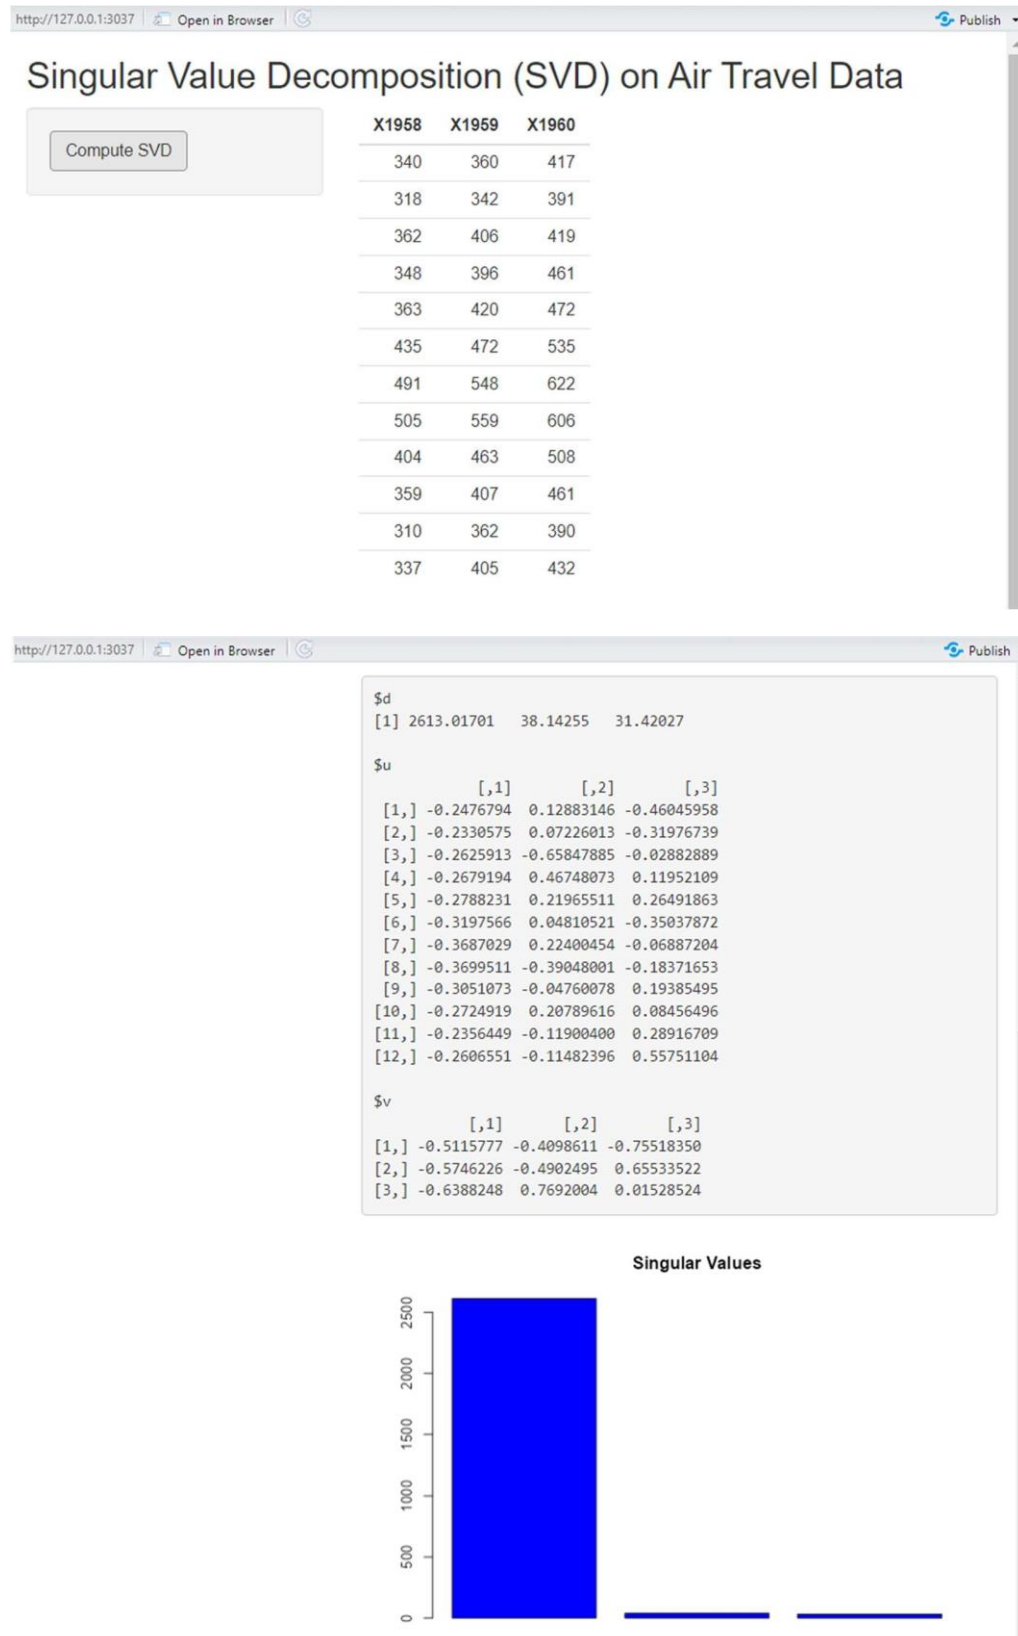 http://127.0.0.1:3037 Open in Browser Publish
Singular Value Decomposition (SVD) on Air Travel Data
Compute SVD
X1958 X1959 X1960
340 360 417
318 342 391
362 406 419
348 396 461
363 420 472
435 472 535
491 548 622
505 559 606
404 463 508
359 407 461
310 362 390
337 405 432
http://127.0.0.1:3037 Open in Browser Publish
$d
[1] 2613.01701 38.14255 31.42027
$u
[,1] [,2] [,3]
[1,] -0.2476794 0.12883146 -0.46045958
[2,] -0.2330575 0.07226013 -0.31976739
[3,] -0.2625913 -0.65847885 -0.02882889
[4,] -0.2679194 0.46748073 0.11952109
[5,] -0.2788231 0.21965511 0.26491863
[6,] -0.3197566 0.04810521 -0.35037872
[7,] -0.3687029 0.22400454 -0.06887204
[8,] -0.3699511 -0.39048001 -0.18371653
[9,] -0.3051073 -0.04760078 0.19385495
[10,] -0.2724919 0.20789616 0.08456496
[11,] -0.2356449 -0.11900400 0.28916709
[12,] -0.2606551 -0.11482396 0.55751104
$v
[,1] [,2] [,3]
[1,] -0.5115777 -0.4098611 -0.75518350
[2,] -0.5746226 -0.4902495 0.65533522
[3,] -0.6388248 0.7692004 0.01528524
Singular Values
2500
2000
1500
1000
500
0